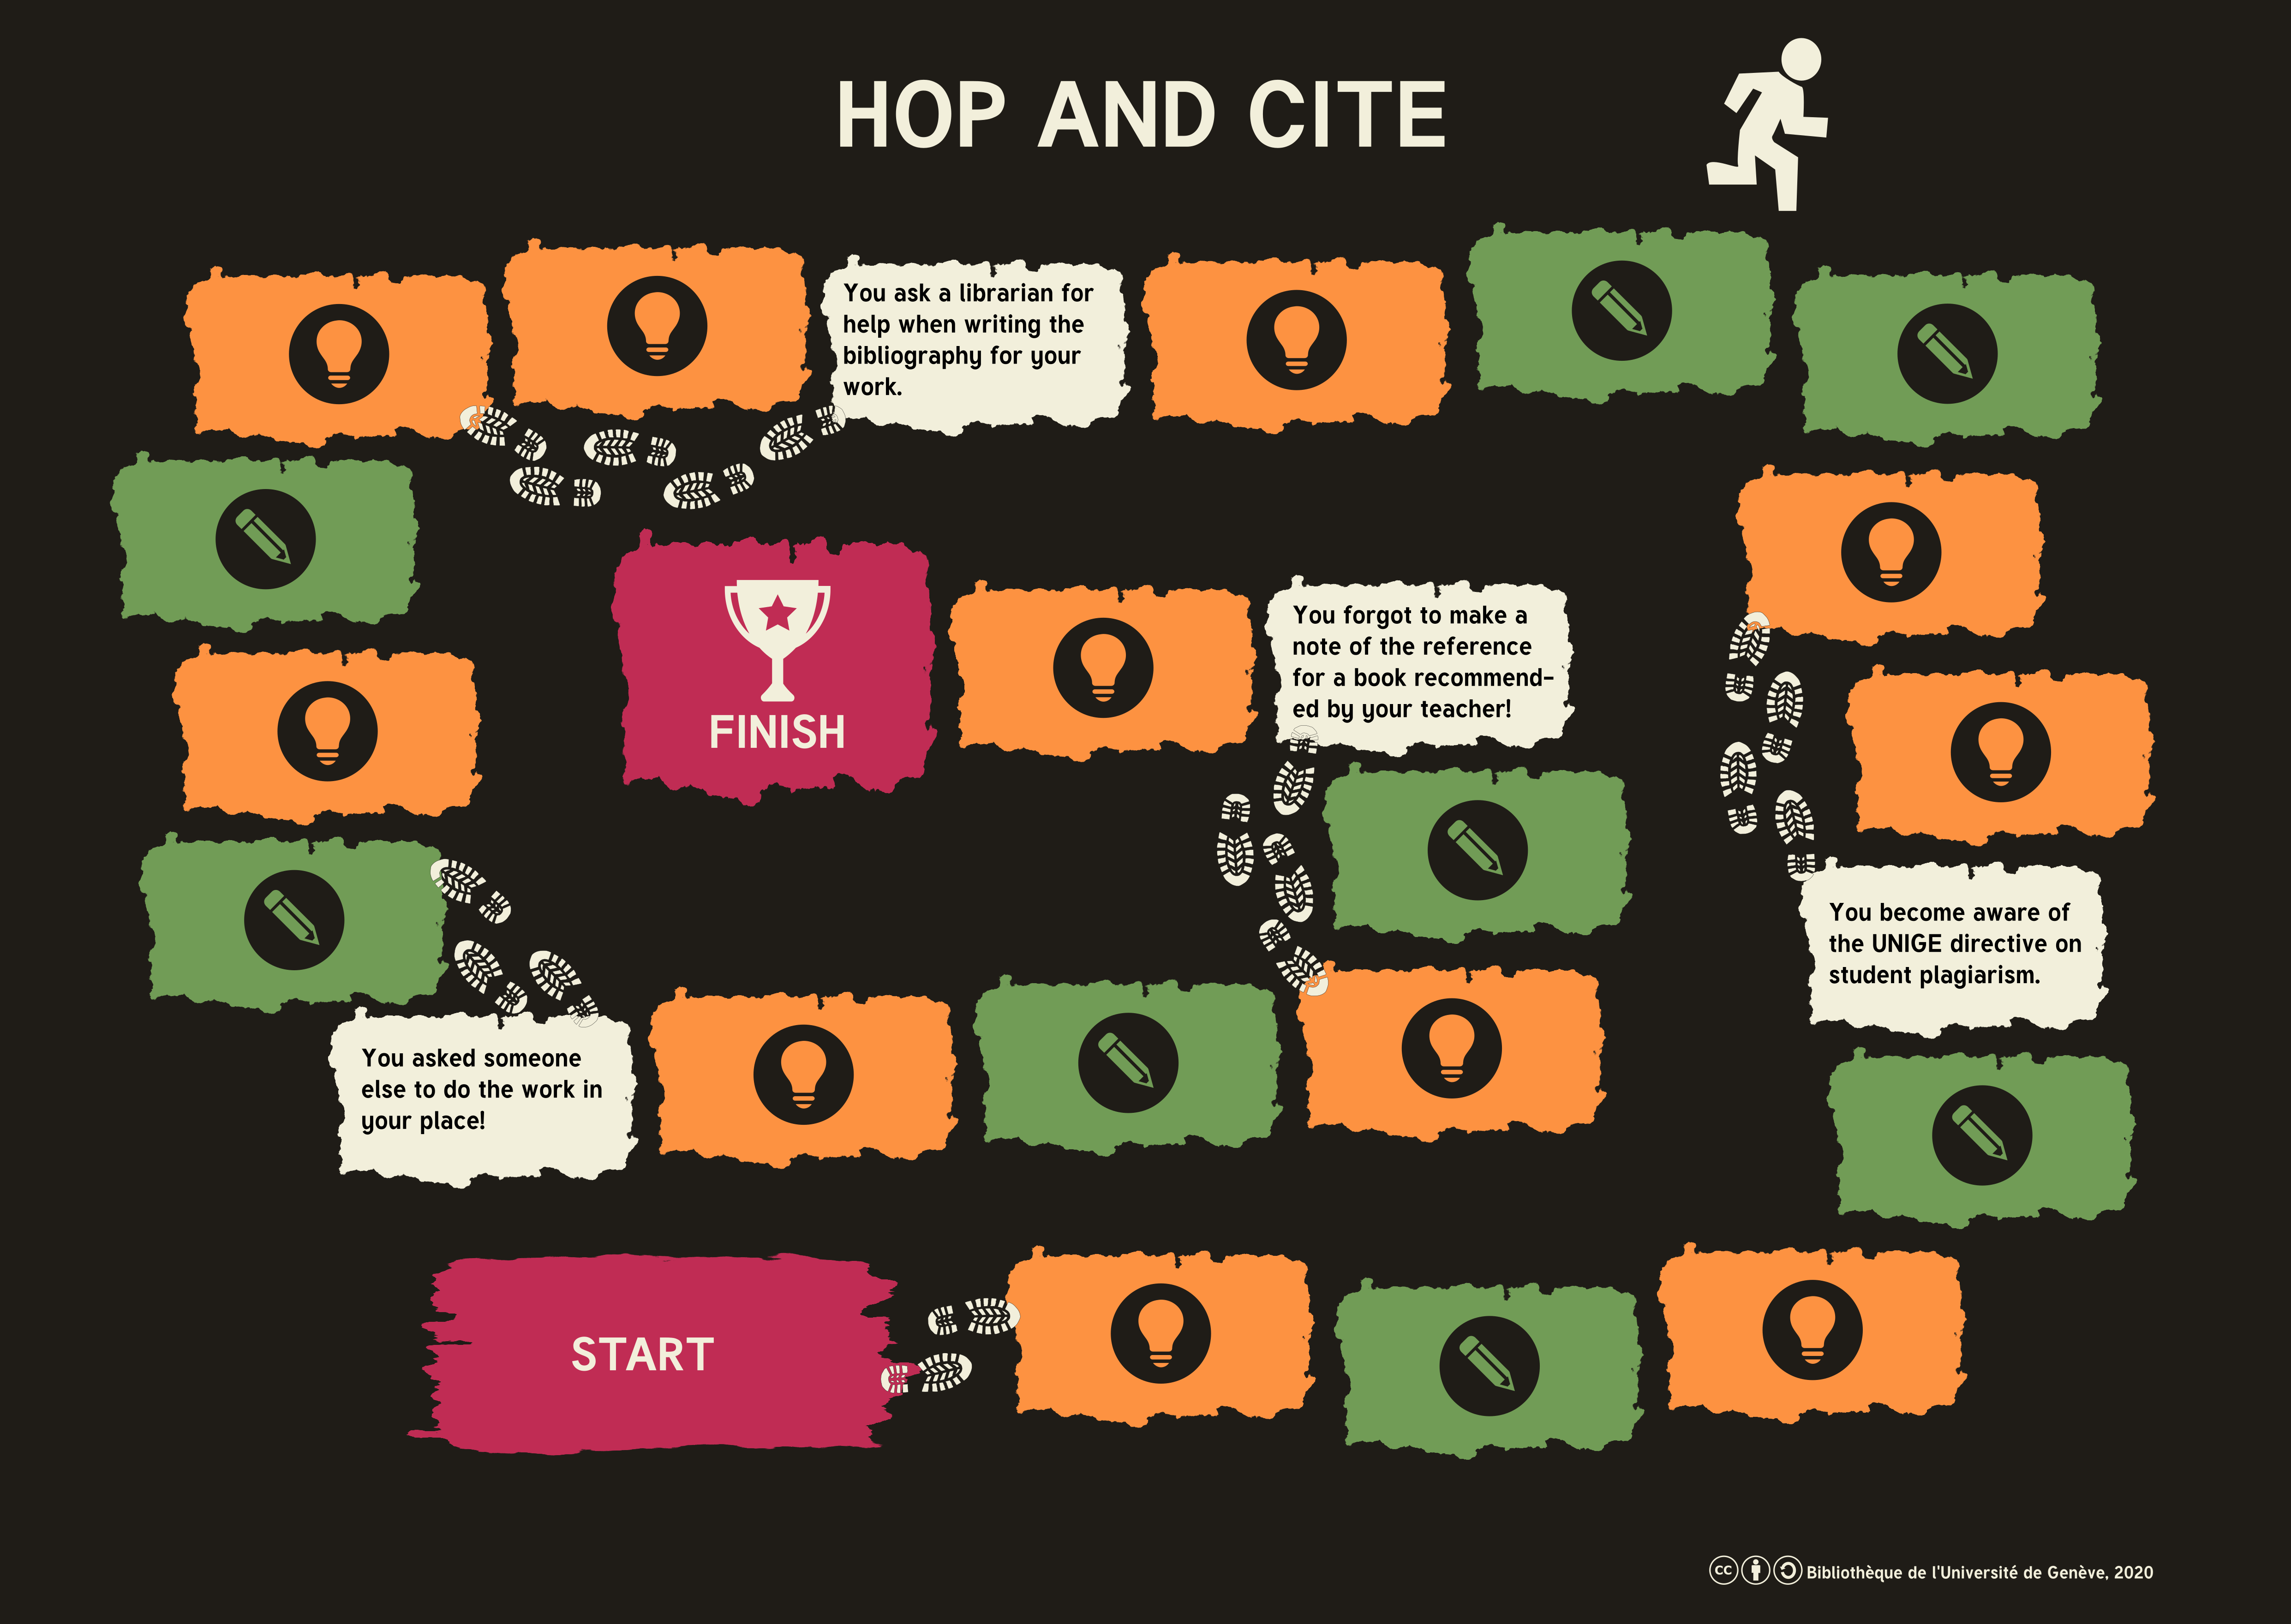 HOP AND CITE
You ask a librarian for
help when writing the
bibliography for your
work.
You forgot to make a
note of the reference
for a book recommend-
ed by your teacher!
FINISH
You become aware of
the UNIGE directive on
student plagiarism.
You asked someone
else to do the work in
your place!
START
CC Bibliothèque de l'Université de Genève, 2020